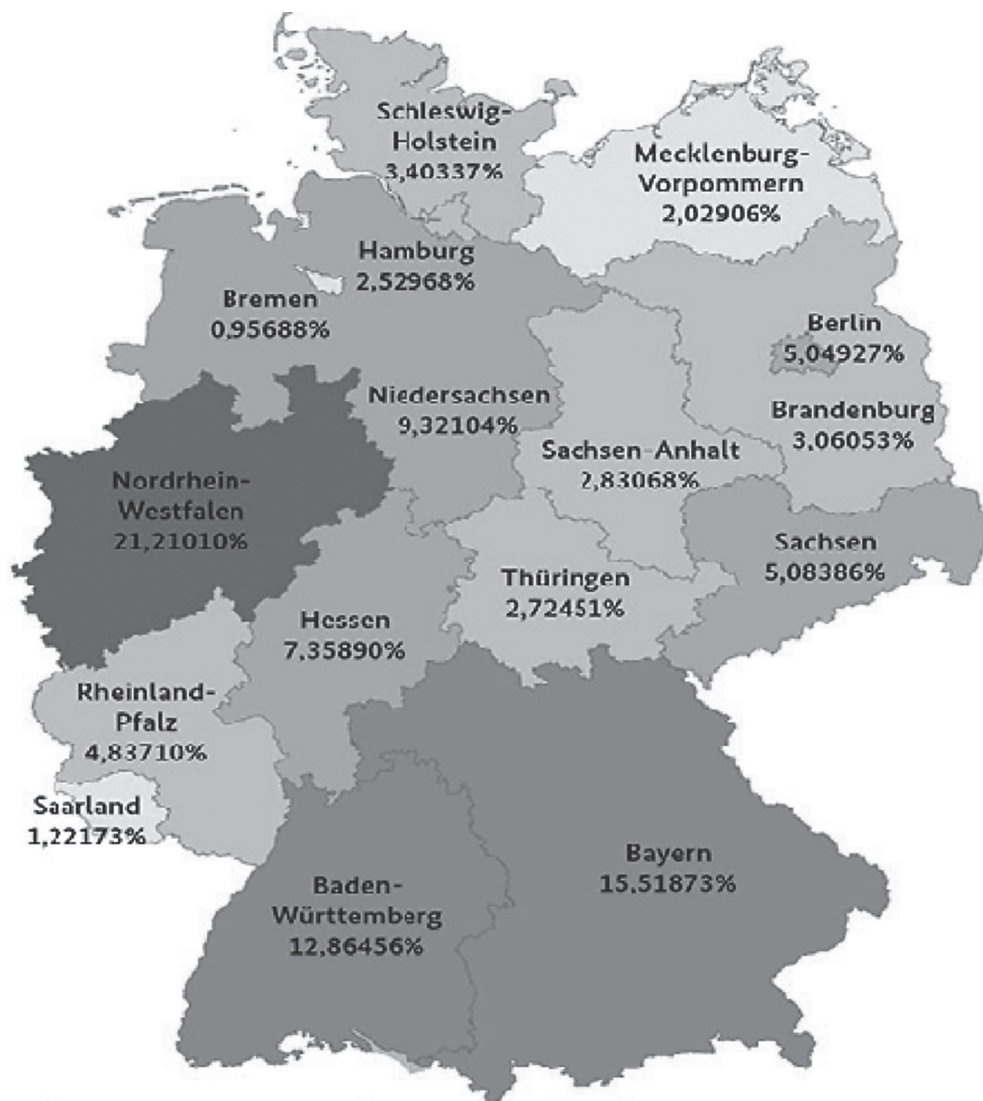 Schleswig-
Holstein
3,40337%
Mecklenburg-
Vorpommern
2,02906%
Hamburg
2,52968%
Bremen
0,95688%
Berlin
5,04927%
Niedersachsen
9,32104%
Brandenburg
3,06053%
Sachsen-Anhalt
2,83068%
Nordrhein-
Westfalen
21,21010%
Sachsen
5,08386%
Thüringen
2,72451%
Hessen
7,35890%
Rheinland-
Pfalz
4,83710%
Saarland
1,22173%
Bayern
15,51873%
Baden-
Württemberg
12,86456%